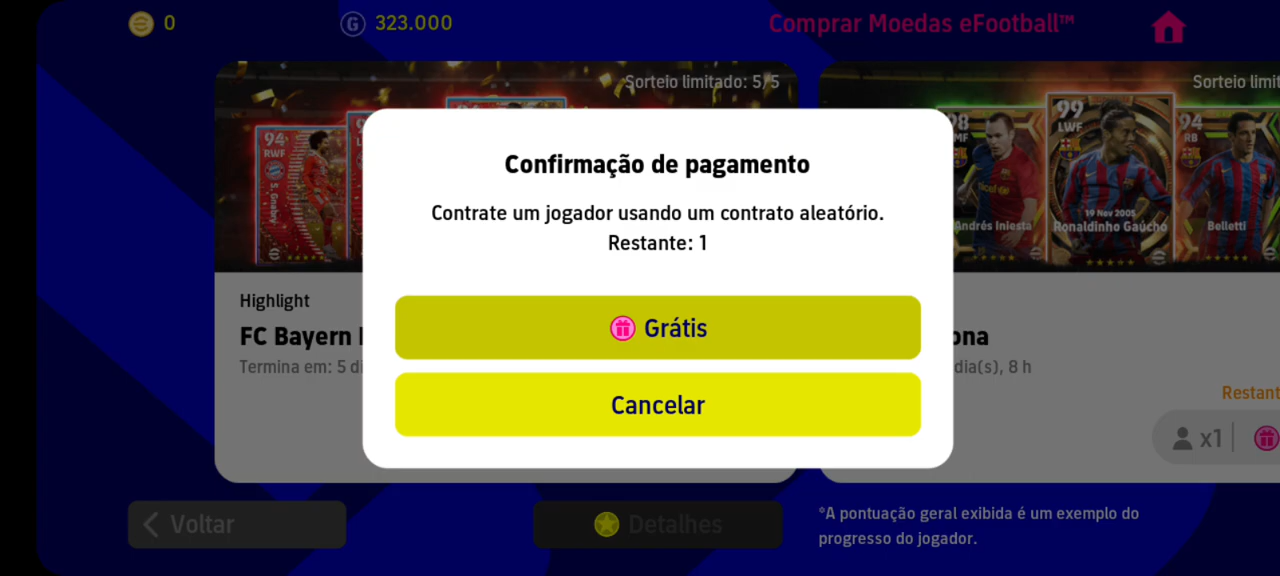 0
G 323.000
Comprar Moedas eFootball™
Sorteio limitado: 5/5
Sorteio limit
94
RWF
S. Gnabry
98
MF
99
LWF
94
RB
19 Nov 2005
Andrés Iniesta
Ronaldinho Gaúcho
Belletti
Confirmação de pagamento
Contrate um jogador usando um contrato aleatório.
Restante: 1
Grátis
Cancelar
Highlight
FC Bayern
ona
Termina em: 5 di
dia(s), 8 h
Restant
x1
Voltar
Detalhes
*A pontuação geral exibida é um exemplo do
progresso do jogador.